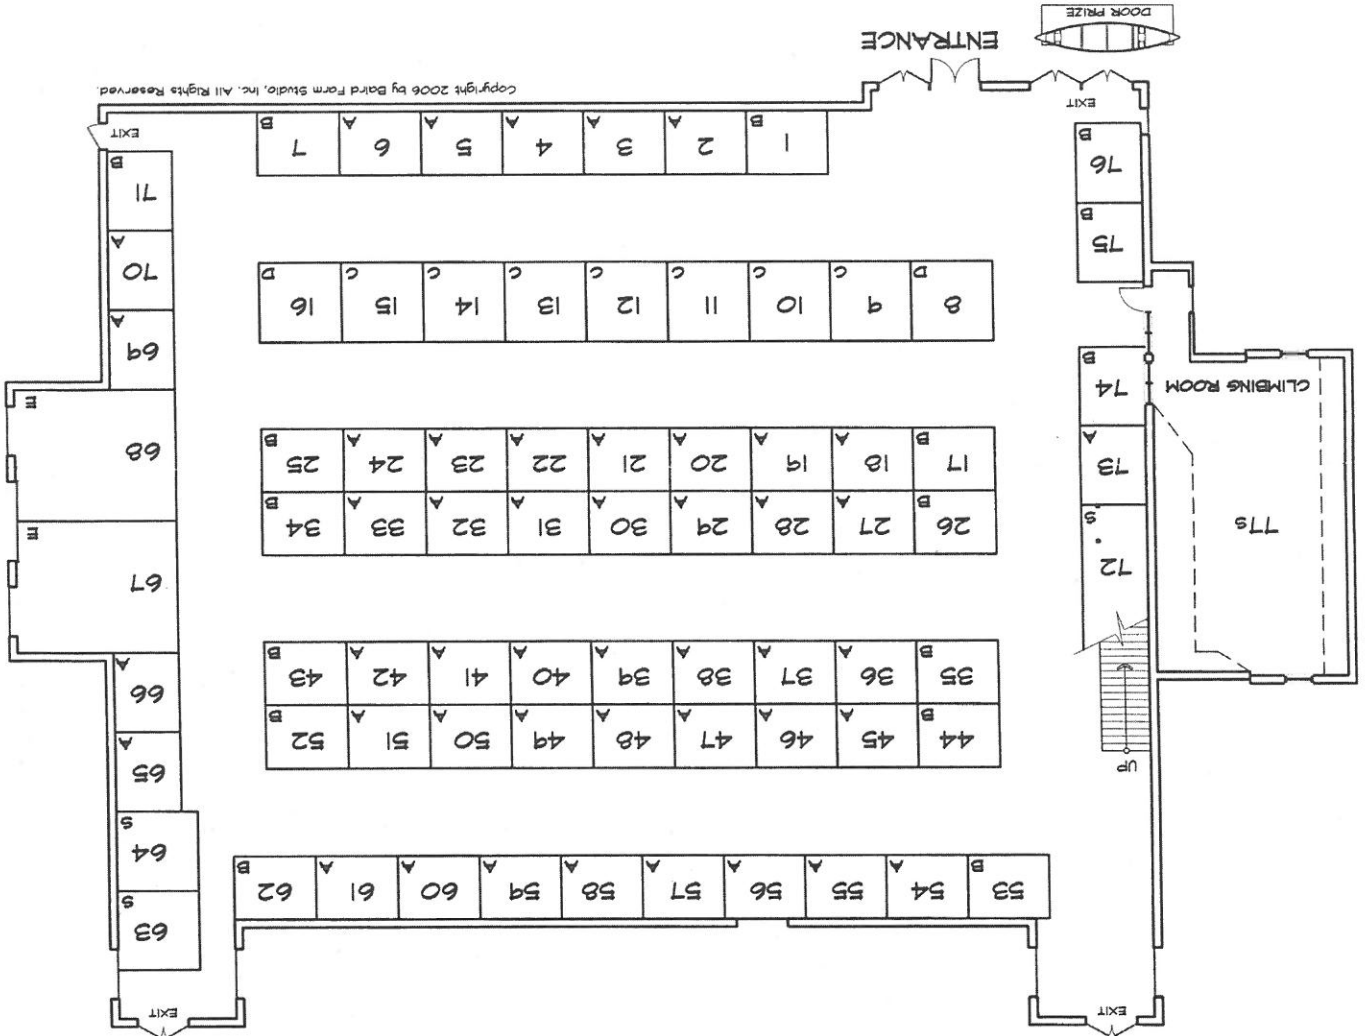 EXIT
EXIT
53 54 55 56 57 58 59 60 61 62
B A A A A A A A A B
63
S
64
S
65
A
66
A
UP
44 45 46 47 48 49 50 51 52
B A A A A A A A B
35 36 37 38 39 40 41 42 43
B A A A A A A A B
67
E
68
E
72
S
73
A
74
B
77s
CLIMBING ROOM
26 27 28 29 30 31 32 33 34
B A A A A A A A B
17 18 19 20 21 22 23 24 25
B A A A A A A A B
69
A
70
A
71
B
EXIT
8 9 10 11 12 13 14 15 16
D C C C C C C C D
75
B
76
B
EXIT
1 2 3 4 5 6 7
B A A A A A B
Copyright 2006 by Baird Farm Studio, Inc. All Rights Reserved.
ENTRANCE
DOOR PRIZE